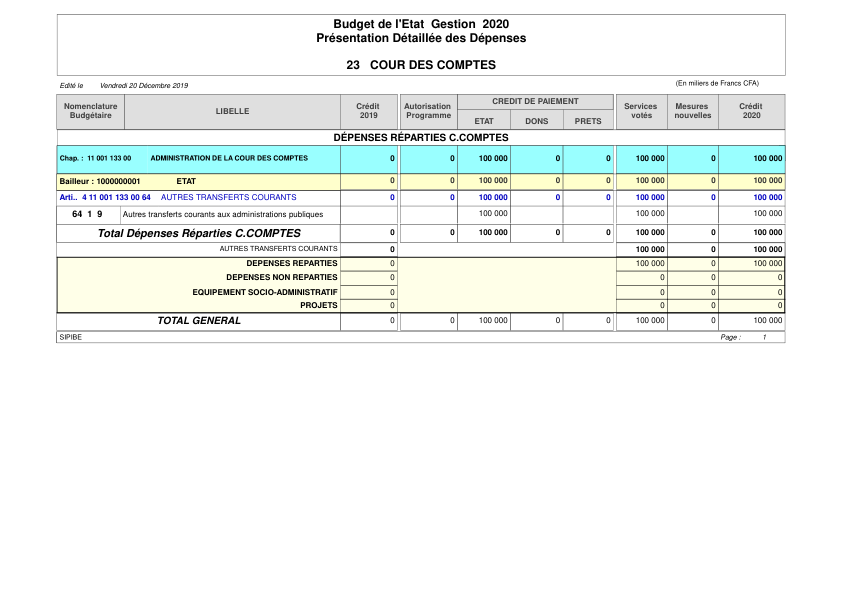 Budget de l'Etat Gestion 2020
Présentation Détaillée des Dépenses
23 COUR DES COMPTES
Edité le Vendredi 20 Décembre 2019
(En miliers de Francs CFA)
Nomenclature Budgétaire LIBELLE Crédit 2019 Autorisation Programme CREDIT DE PAIEMENT Services votés Mesures nouvelles Crédit 2020
ETAT DONS PRETS
DÉPENSES RÉPARTIES C.COMPTES
Chap. : 11 001 133 00 ADMINISTRATION DE LA COUR DES COMPTES 0 0 100 000 0 0 100 000 0 100 000
Bailleur : 1000000001 ETAT 0 0 100 000 0 0 100 000 0 100 000
Arti.. 4 11 001 133 00 64 AUTRES TRANSFERTS COURANTS 0 0 100 000 0 0 100 000 0 100 000
64 1 9 Autres transferts courants aux administrations publiques 100 000 100 000 0 100 000
Total Dépenses Réparties C.COMPTES 0 0 100 000 0 0 100 000 0 100 000
AUTRES TRANSFERTS COURANTS 0 100 000 0 100 000
DEPENSES REPARTIES 0 100 000 0 100 000
DEPENSES NON REPARTIES 0 0 0 0
EQUIPEMENT SOCIO-ADMINISTRATIF 0 0 0 0
PROJETS 0 0 0 0
TOTAL GENERAL 0 0 100 000 0 0 100 000 0 100 000
SIPIBE Page : 1